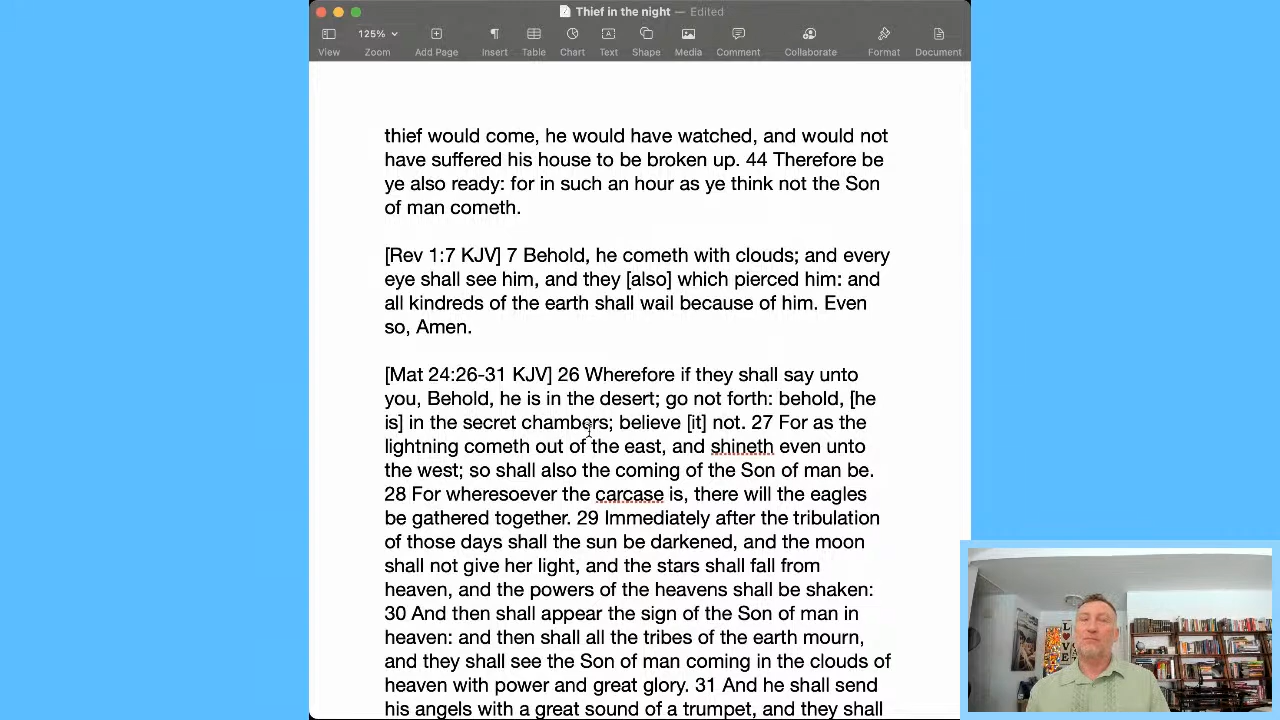 Thief in the night — Edited
125%
View Zoom Add Page Insert Table Chart Text Shape Media Comment Collaborate Format Document
thief would come, he would have watched, and would not
have suffered his house to be broken up. 44 Therefore be
ye also ready: for in such an hour as ye think not the Son
of man cometh.
[Rev 1:7 KJV] 7 Behold, he cometh with clouds; and every
eye shall see him, and they [also] which pierced him: and
all kindreds of the earth shall wail because of him. Even
so, Amen.
[Mat 24:26-31 KJV] 26 Wherefore if they shall say unto
you, Behold, he is in the desert; go not forth: behold, [he
is] in the secret chambers; believe [it] not. 27 For as the
lightning cometh out of the east, and shineth even unto
the west; so shall also the coming of the Son of man be.
28 For wheresoever the carcase is, there will the eagles
be gathered together. 29 Immediately after the tribulation
of those days shall the sun be darkened, and the moon
shall not give her light, and the stars shall fall from
heaven, and the powers of the heavens shall be shaken:
30 And then shall appear the sign of the Son of man in
heaven: and then shall all the tribes of the earth mourn,
and they shall see the Son of man coming in the clouds of
heaven with power and great glory. 31 And he shall send
his angels with a great sound of a trumpet, and they shall